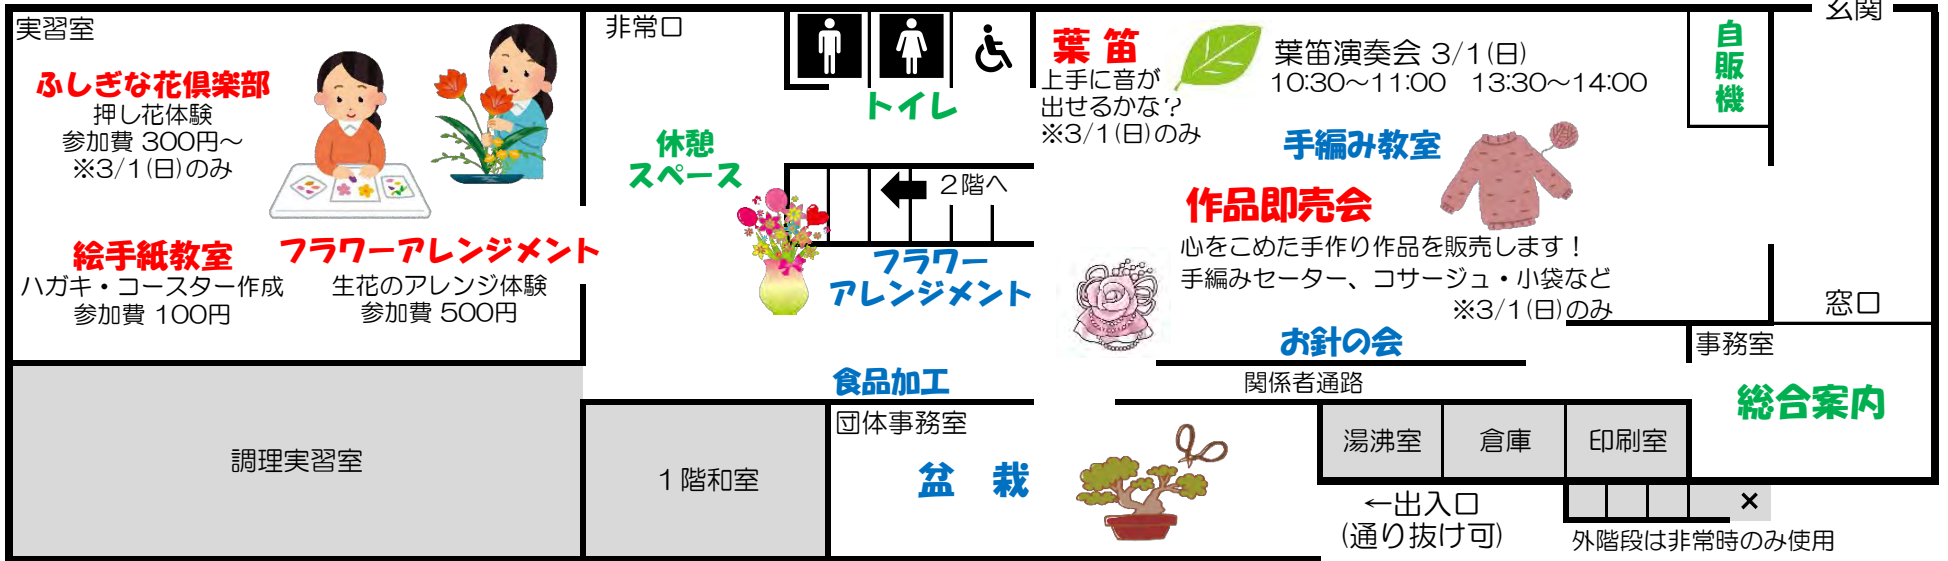 実習室
ふしぎな花倶楽部
押し花体験
参加費 300円~
※3/1(日)のみ
絵手紙教室
ハガキ・コースター作成
参加費 100円
フラワーアレンジメント
生花のアレンジ体験
参加費 500円
非常口
休憩
スペース
トイレ
2階へ
フラワー
アレンジメント
葉笛
上手に音が
出せるかな?
※3/1(日)のみ
葉笛演奏会 3/1(日)
10:30~11:00 13:30~14:00
手編み教室
作品即売会
心をこめた手作り作品を販売します!
手編みセーター、コサージュ・小袋など
※3/1(日)のみ
お針の会
自販機
玄関
窓口
事務室
総合案内
食品加工
関係者通路
調理実習室
1階和室
団体事務室
盆栽
湯沸室
倉庫
印刷室
←出入口
(通り抜け可)
×
外階段は非常時のみ使用